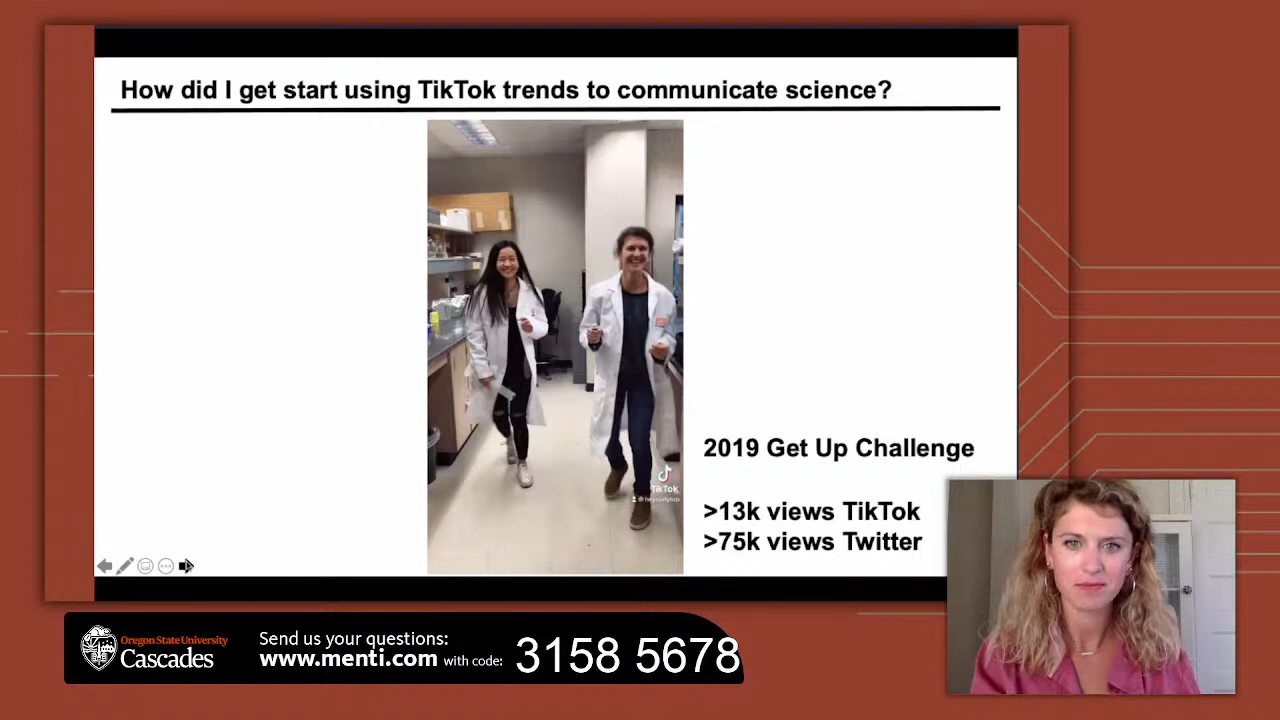 How did I get start using TikTok trends to communicate science?
TikTok
2019 Get Up Challenge
>13k views TikTok
>75k views Twitter
Oregon State University
Cascades
Send us your questions:
www.menti.com with code:
3158 5678